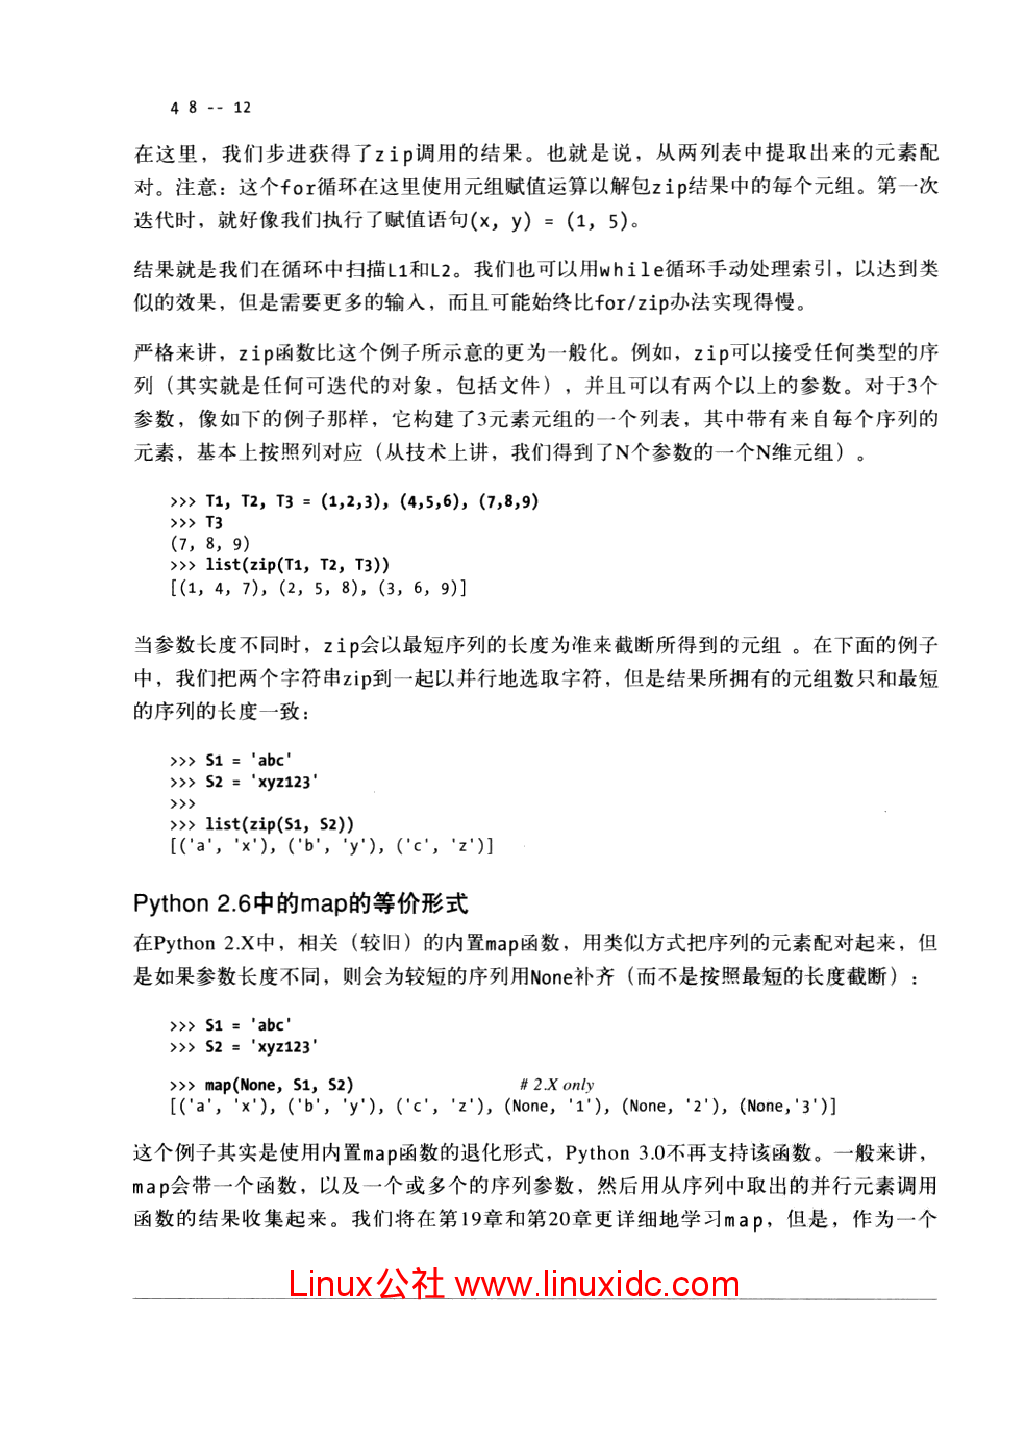 4 8 -- 12
在这里，我们步进获得了zip调用的结果。也就是说，从两列表中提取出来的元素配
对。注意：这个for循环在这里使用元组赋值运算以解包zip结果中的每个元组。第一次
迭代时，就好像我们执行了赋值语句(x, y) = (1, 5)。
结果就是我们在循环中扫描L1和L2。我们也可以用while循环手动处理索引，以达到类
似的效果，但是需要更多的输入，而且可能始终比for/zip办法实现得慢。
严格来讲，zip函数比这个例子所示意的更为一般化。例如，zip可以接受任何类型的序
列（其实就是任何可迭代的对象，包括文件），并且可以有两个以上的参数。对于3个
参数，像如下的例子那样，它构建了3元素元组的一个列表，其中带有来自每个序列的
元素，基本上按照列对应（从技术上讲，我们得到了N个参数的一个N维元组）。
>>> T1, T2, T3 = (1,2,3), (4,5,6), (7,8,9)
>>> T3
(7, 8, 9)
>>> list(zip(T1, T2, T3))
[(1, 4, 7), (2, 5, 8), (3, 6, 9)]
当参数长度不同时，zip会以最短序列的长度为准来截断所得到的元组 。在下面的例子
中，我们把两个字符串zip到一起以并行地选取字符，但是结果所拥有的元组数只和最短
的序列的长度一致：
>>> S1 = 'abc'
>>> S2 = 'xyz123'
>>>
>>> list(zip(S1, S2))
[('a', 'x'), ('b', 'y'), ('c', 'z')]
Python 2.6中的map的等价形式
在Python 2.X中，相关（较旧）的内置map函数，用类似方式把序列的元素配对起来，但
是如果参数长度不同，则会为较短的序列用None补齐（而不是按照最短的长度截断）：
>>> S1 = 'abc'
>>> S2 = 'xyz123'
>>> map(None, S1, S2) # 2.X only
[('a', 'x'), ('b', 'y'), ('c', 'z'), (None, '1'), (None, '2'), (None,'3')]
这个例子其实是使用内置map函数的退化形式，Python 3.0不再支持该函数。一般来讲，
map会带一个函数，以及一个或多个的序列参数，然后用从序列中取出的并行元素调用
函数的结果收集起来。我们将在第19章和第20章更详细地学习map，但是，作为一个
Linux公社 www.linuxidc.com